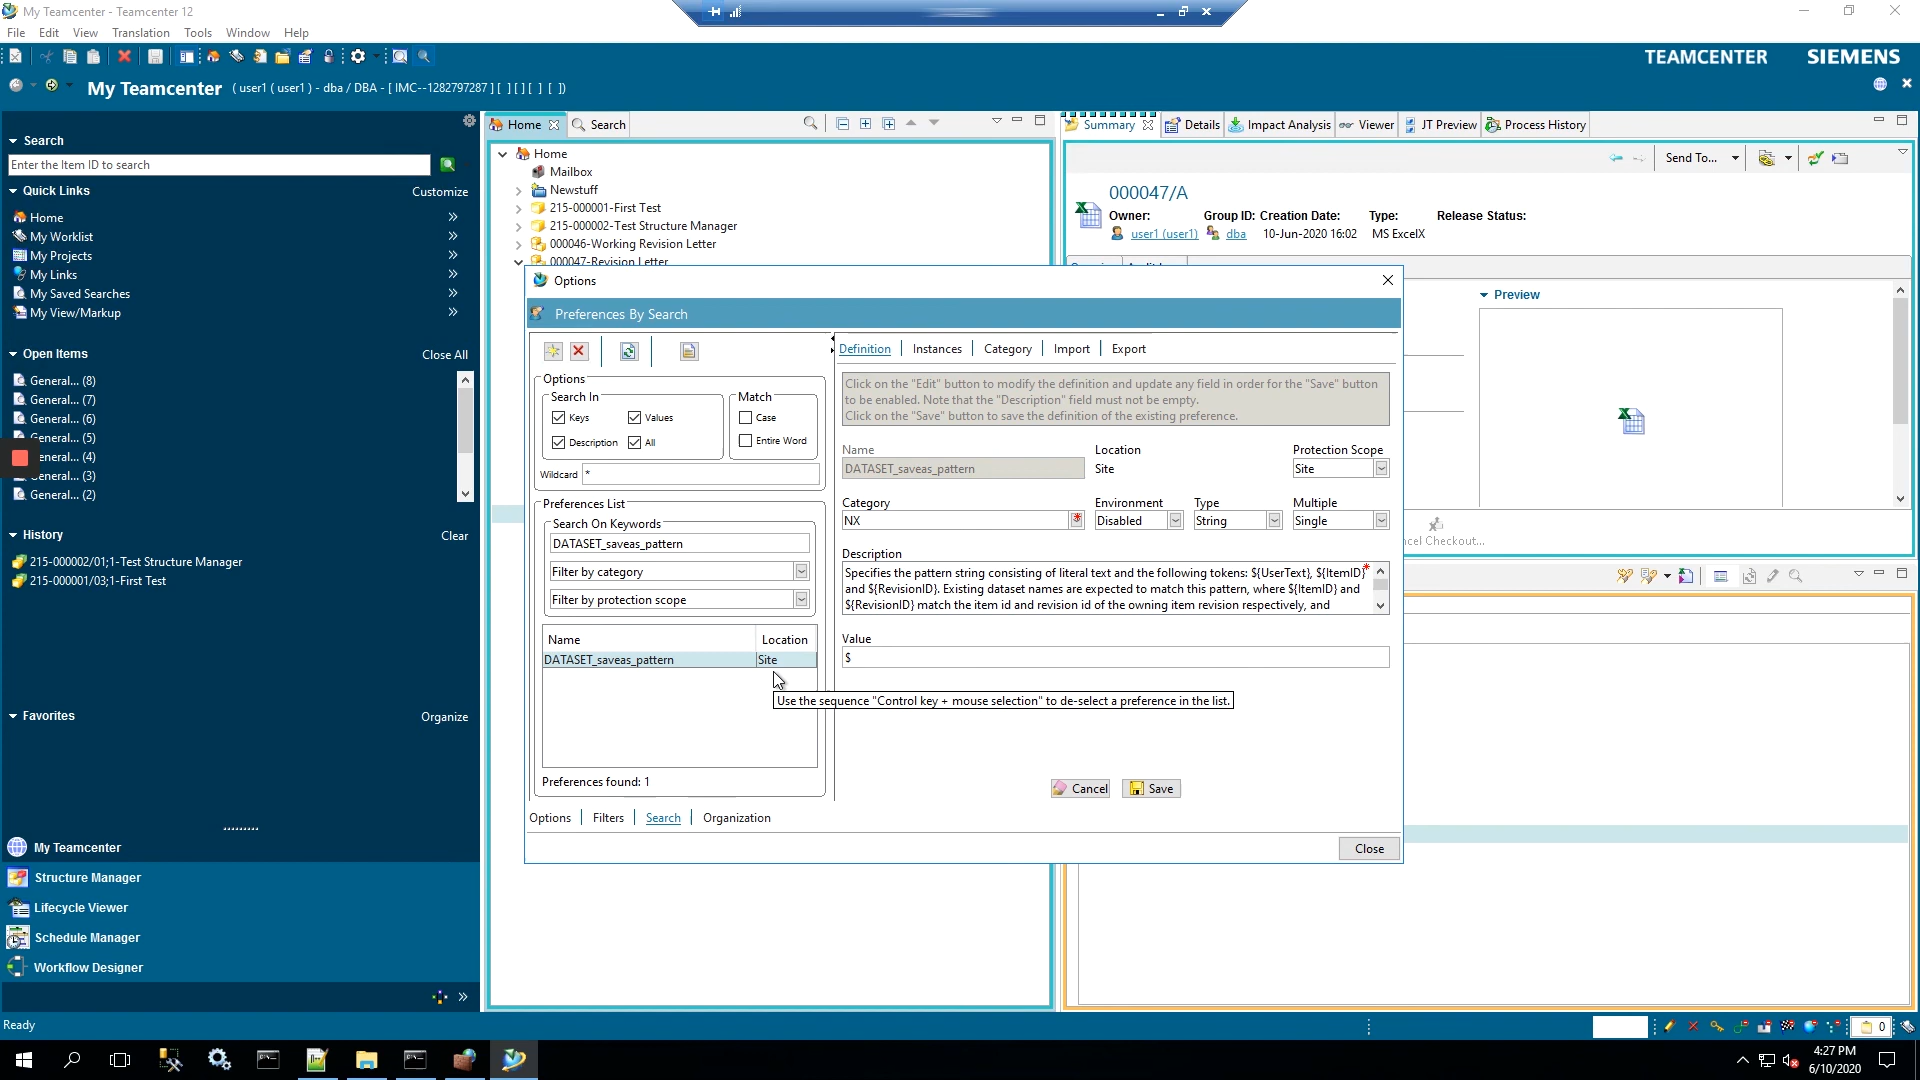 My Teamcenter - Teamcenter 12
File Edit View Translation Tools Window Help
TEAMCENTER SIEMENS
My Teamcenter ( user1 ( user1 ) - dba / DBA - [ IMC--1282797287 ] [ ] [ ] [ ] [ ])
Search
Enter the Item ID to search
Quick Links Customize
Home
My Worklist
My Projects
My Links
My Saved Searches
My View/Markup
Open Items Close All
General... (8)
General... (7)
General... (6)
General... (5)
eneral... (4)
eneral... (3)
General... (2)
History Clear
215-000002/01;1-Test Structure Manager
215-000001/03;1-First Test
Favorites Organize
My Teamcenter
Structure Manager
Lifecycle Viewer
Schedule Manager
Workflow Designer
Ready
Home Search
Home
Mailbox
Newstuff
215-000001-First Test
215-000002-Test Structure Manager
000046-Working Revision Letter
000047-Revision Letter
Summary Details Impact Analysis Viewer JT Preview Process History
Send To...
000047/A
Owner: Group ID: Creation Date: Type: Release Status:
user1 (user1) dba 10-Jun-2020 16:02 MS ExcelX
Preview
ncel Checkout...
Options
Preferences By Search
Options
Search In
Keys Values
Description All
Match
Case
Entire Word
Wildcard *
Preferences List
Search On Keywords
DATASET_saveas_pattern
Filter by category
Filter by protection scope
Name Location
DATASET_saveas_pattern Site
Preferences found: 1
Definition Instances Category Import Export
Click on the "Edit" button to modify the definition and update any field in order for the "Save" button
to be enabled. Note that the "Description" field must not be empty.
Click on the "Save" button to save the definition of the existing preference.
Name Location Protection Scope
DATASET_saveas_pattern Site Site
Category Environment Type Multiple
NX Disabled String Single
Description
Specifies the pattern string consisting of literal text and the following tokens: ${UserText}, ${ItemID}
and ${RevisionID}. Existing dataset names are expected to match this pattern, where ${ItemID} and
${RevisionID} match the item id and revision id of the owning item revision respectively, and
Value
$
Use the sequence "Control key + mouse selection" to de-select a preference in the list.
Cancel Save
Options Filters Search Organization
Close
0
4:27 PM
6/10/2020